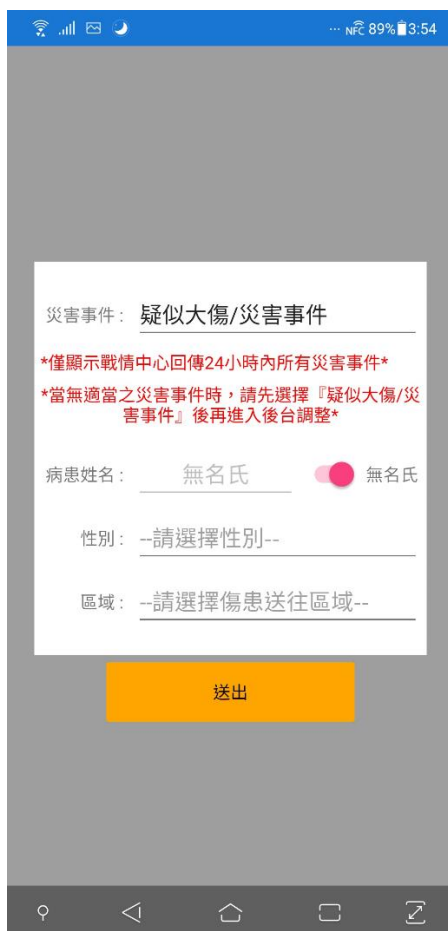 NFC 89% 3:54
災害事件： 疑似大傷/災害事件
*僅顯示戰情中心回傳24小時內所有災害事件*
*當無適當之災害事件時，請先選擇『疑似大傷/災
害事件』後再進入後台調整*
病患姓名： 無名氏 無名氏
性別： --請選擇性別--
區域： --請選擇傷患送往區域--
送出